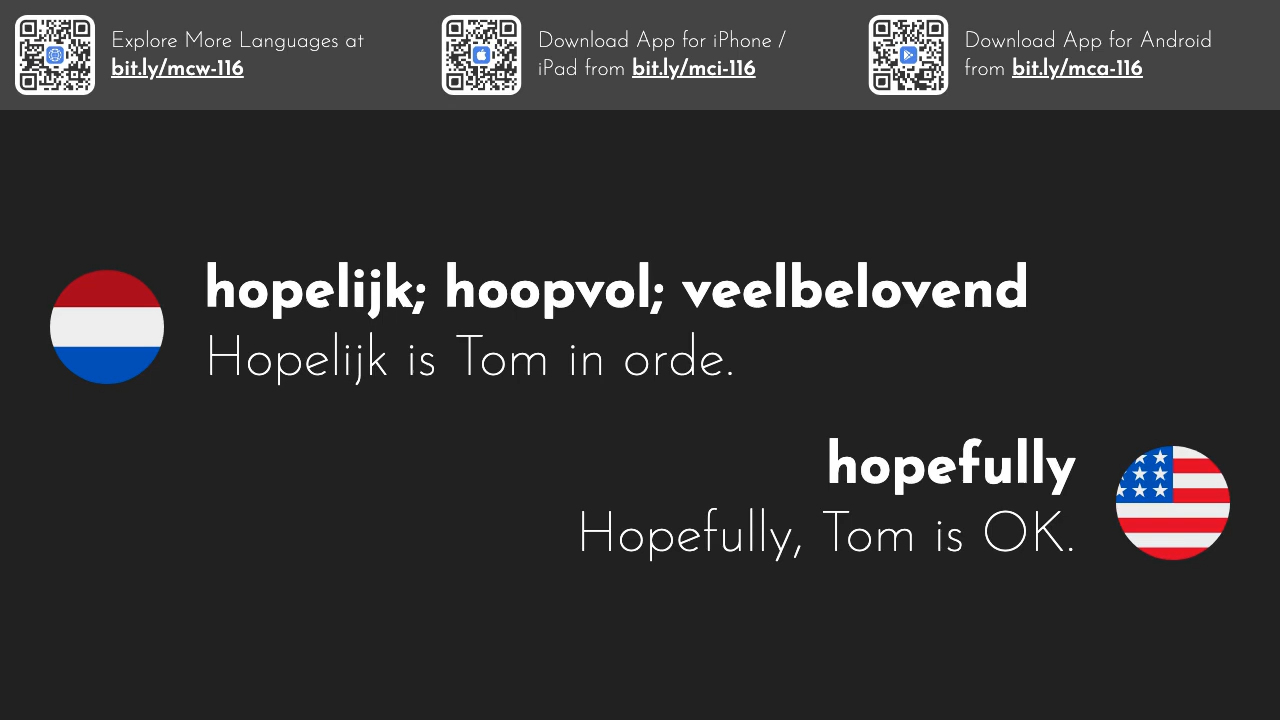 Explore More Languages at
bit.ly/mcw-116
Download App for iPhone /
iPad from bit.ly/mci-116
Download App for Android
from bit.ly/mca-116
hopelijk; hoopvol; veelbelovend
Hopelijk is Tom in orde.
hopefully
Hopefully, Tom is OK.